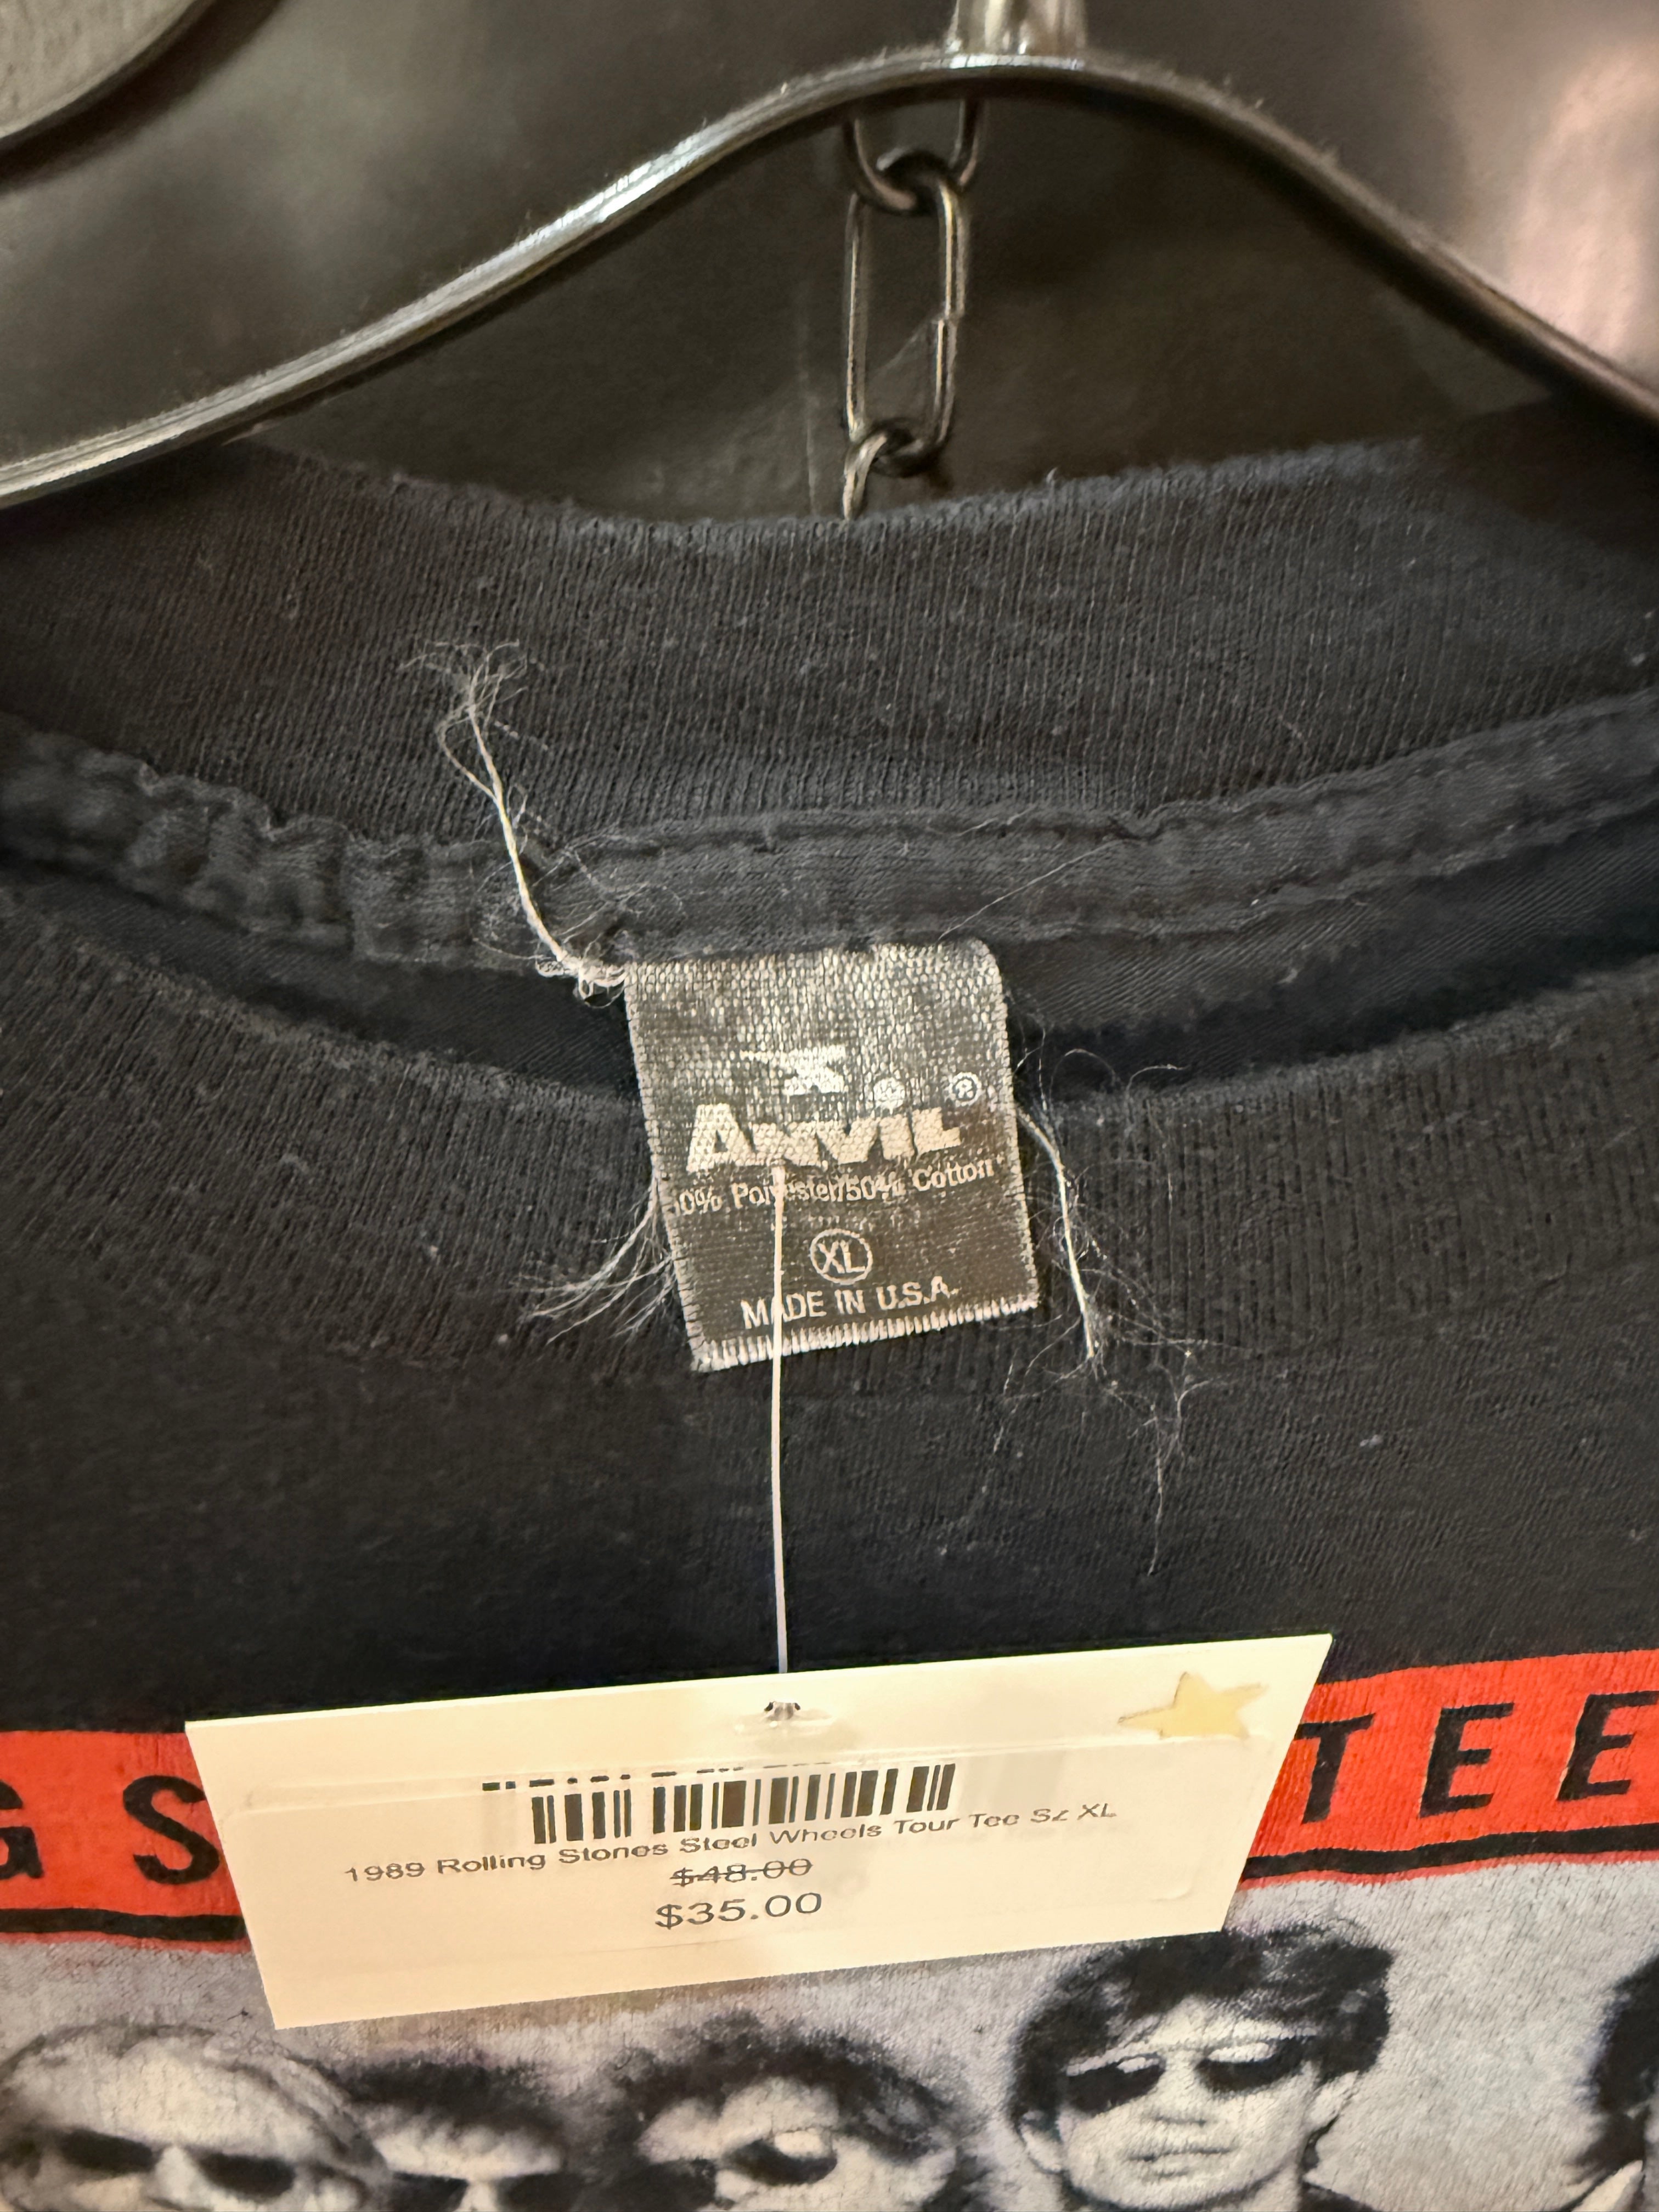 ANVIL®
0% Polyester/50% Cotton
XL
MADE IN U.S.A.
G S
TEE
1989 Rolling Stones Steel Wheels Tour Tee Sz XL
$48.00
$35.00